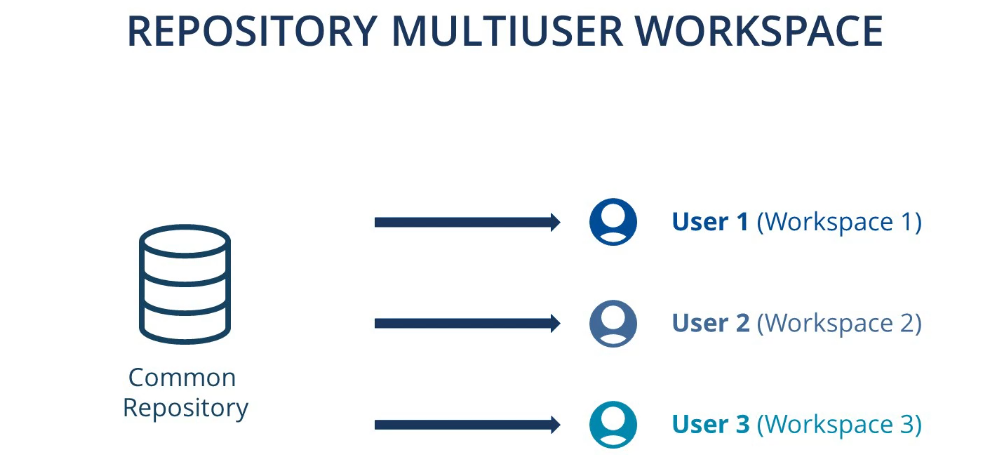 REPOSITORY MULTIUSER WORKSPACE
User 1 (Workspace 1)
User 2 (Workspace 2)
Common
Repository
User 3 (Workspace 3)